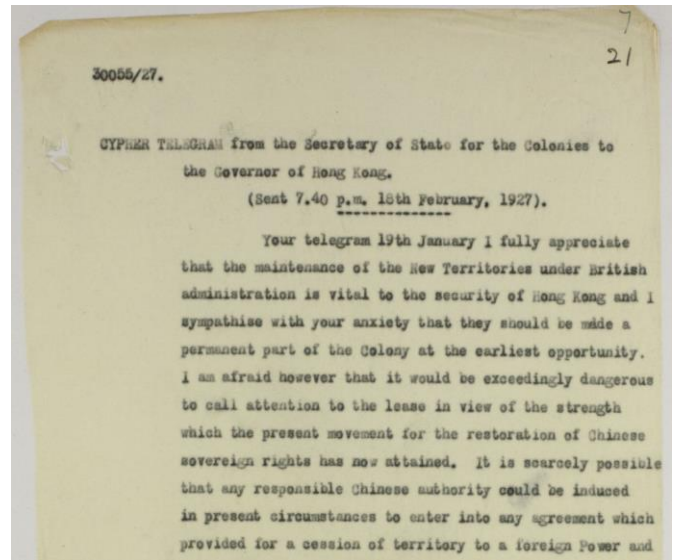 7
21
30055/27.
CYPHER TELEGRAM from the Secretary of State for the Colonies to
the Governor of Hong Kong.
(Sent 7.40 p.m. 18th February, 1927).
Your telegram 19th January I fully appreciate
that the maintenance of the New Territories under British
administration is vital to the security of Hong Kong and I
sympathise with your anxiety that they should be made a
permanent part of the Colony at the earliest opportunity.
I am afraid however that it would be exceedingly dangerous
to call attention to the lease in view of the strength
which the present movement for the restoration of Chinese
sovereign rights has now attained. It is scarcely possible
that any responsible Chinese authority could be induced
in present circumstances to enter into any agreement which
provided for a cession of territory to a foreign Power and